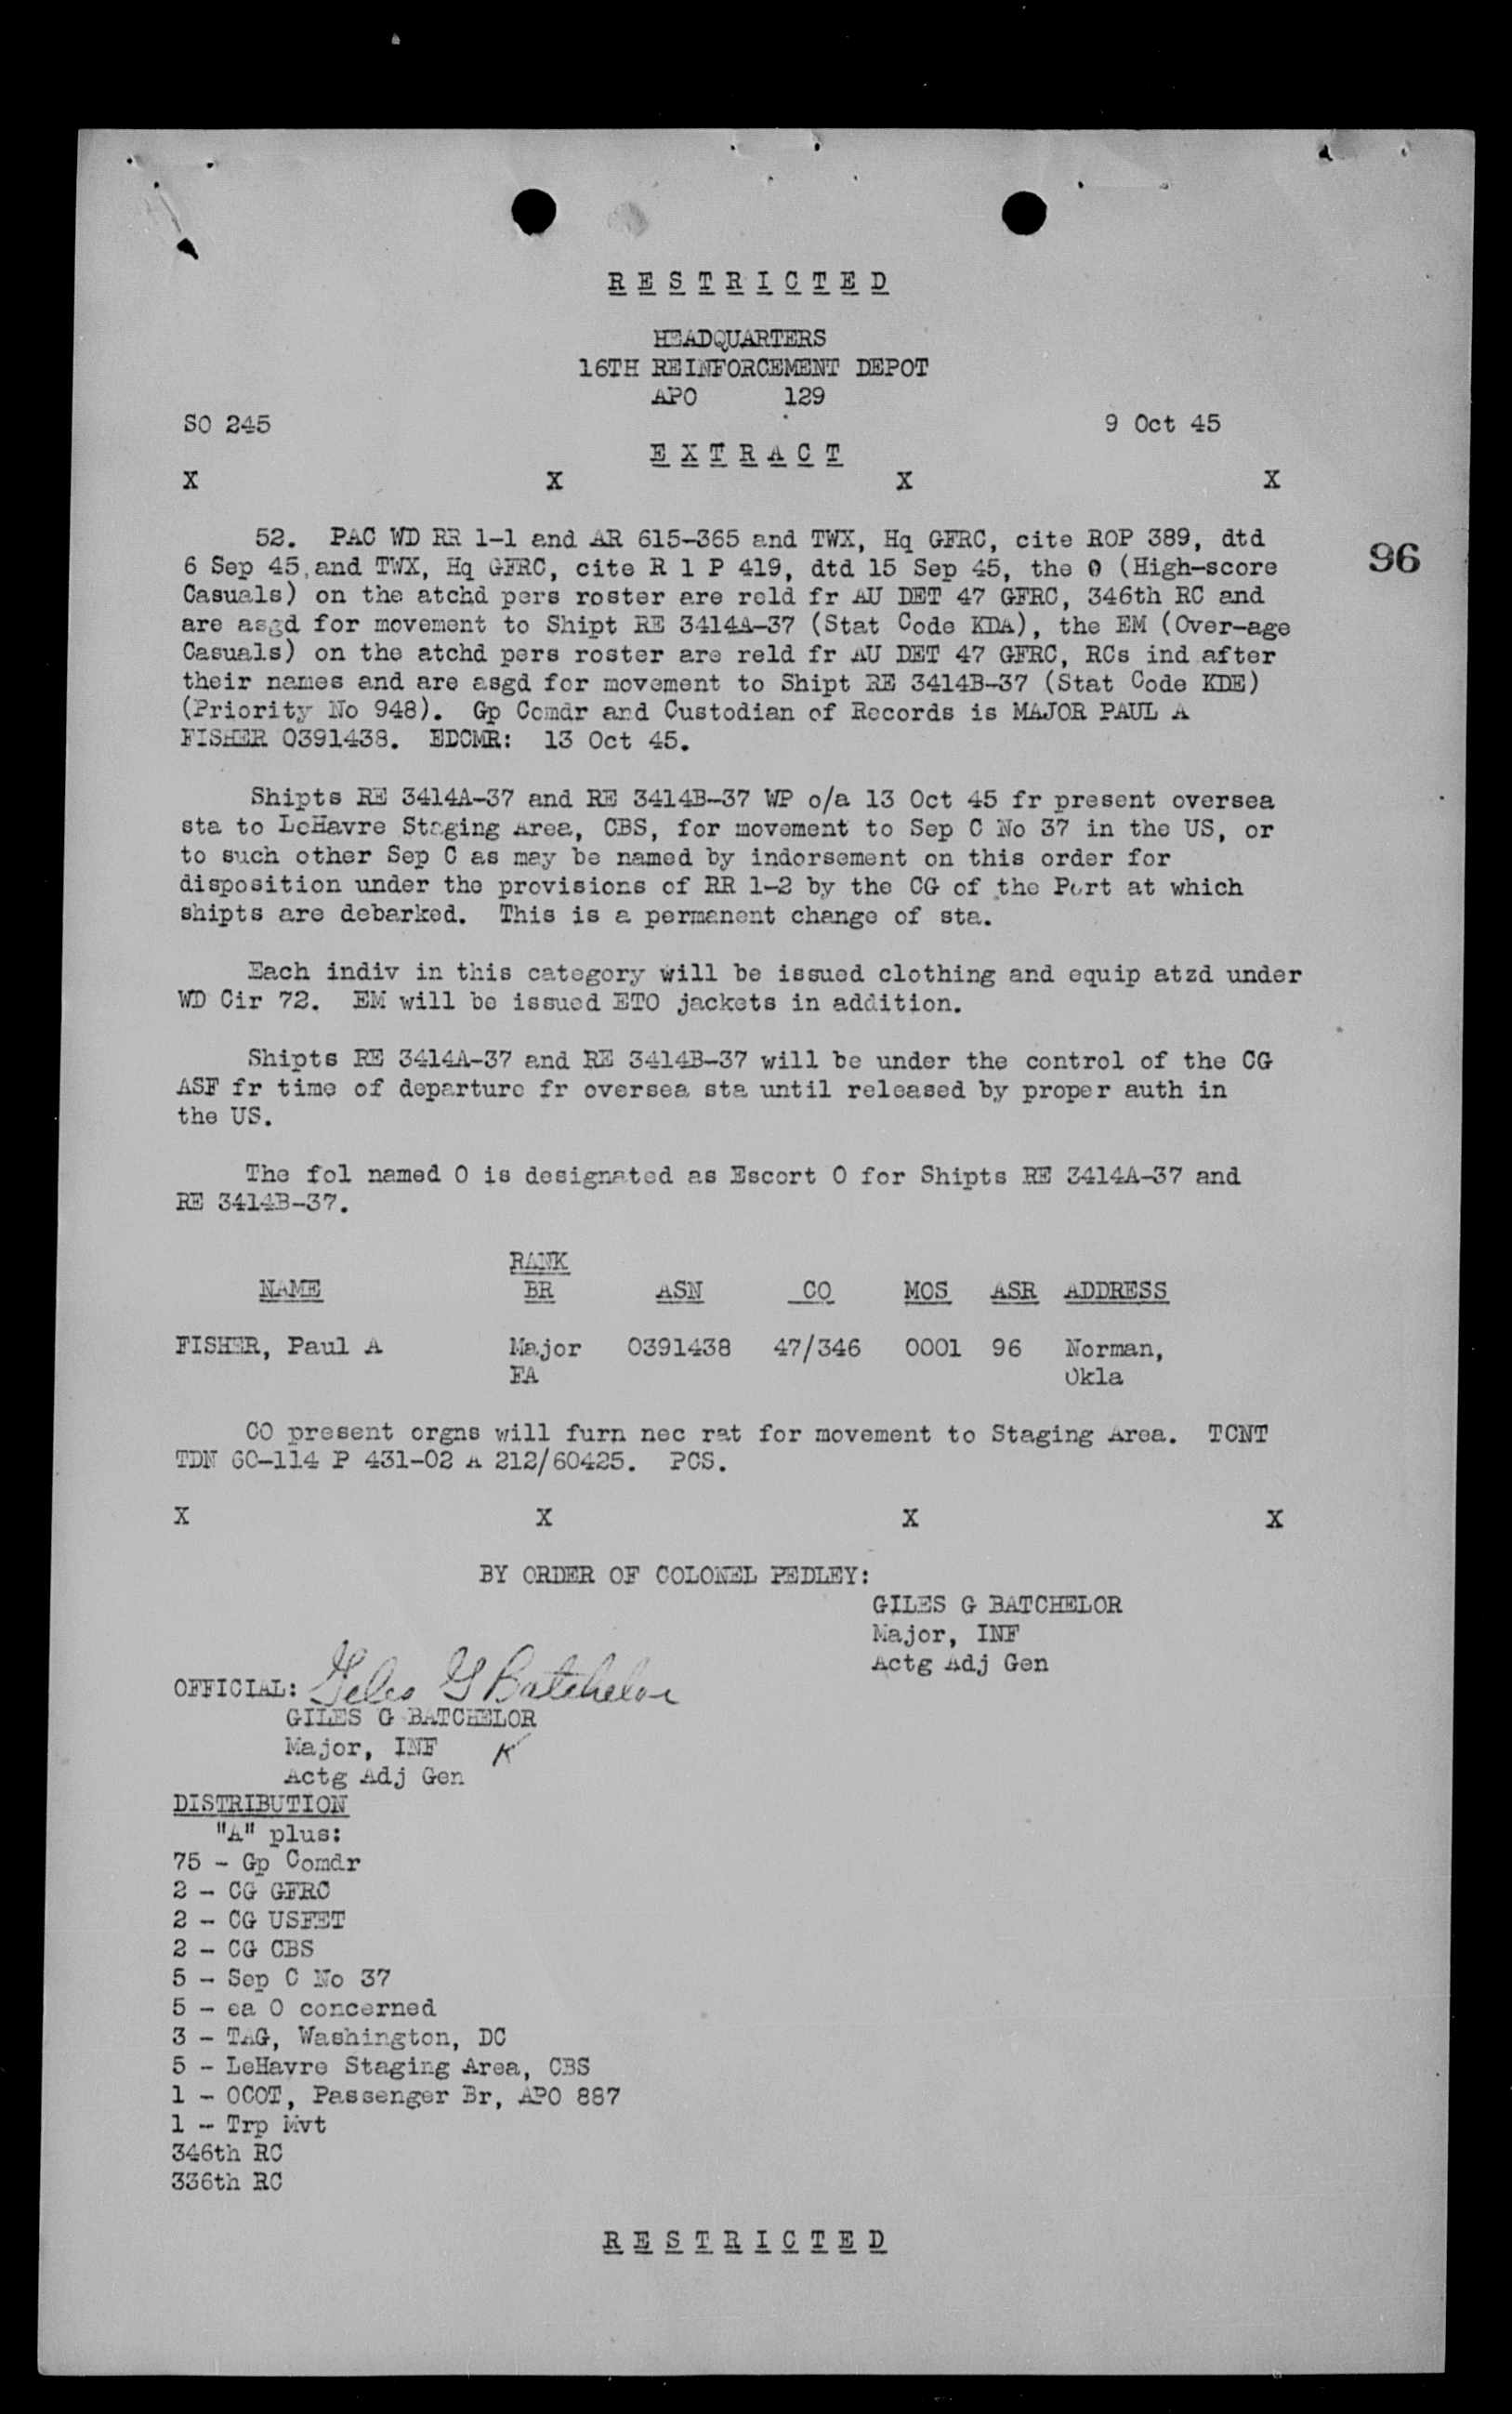 R E S T R I C T E D
HEADQUARTERS
16TH REINFORCEMENT DEPOT
APO 129
SO 245 9 Oct 45
E X T R A C T
X X X X
52. PAC WD RR 1-1 and AR 615-365 and TWX, Hq GFRC, cite ROP 389, dtd
6 Sep 45, and TWX, Hq GFRC, cite R 1 P 419, dtd 15 Sep 45, the O (High-score
96
Casuals) on the atchd pers roster are reld fr AU DET 47 GFRC, 346th RC and
are asgd for movement to Shipt RE 3414A-37 (Stat Code KDA), the EM (Over-age
Casuals) on the atchd pers roster are reld fr AU DET 47 GFRC, RCs ind after
their names and are asgd for movement to Shipt RE 3414B-37 (Stat Code KDE)
(Priority No 948). Gp Comdr and Custodian of Records is MAJOR PAUL A
FISHER O391438. EDCMR: 13 Oct 45.
Shipts RE 3414A-37 and RE 3414B-37 WP o/a 13 Oct 45 fr present oversea
sta to LeHavre Staging Area, CBS, for movement to Sep C No 37 in the US, or
to such other Sep C as may be named by indorsement on this order for
disposition under the provisions of RR 1-2 by the CG of the Port at which
shipts are debarked. This is a permanent change of sta.
Each indiv in this category will be issued clothing and equip atzd under
WD Cir 72. EM will be issued ETO jackets in addition.
Shipts RE 3414A-37 and RE 3414B-37 will be under the control of the CG
ASF fr time of departure fr oversea sta until released by proper auth in
the US.
The fol named O is designated as Escort O for Shipts RE 3414A-37 and
RE 3414B-37.
RANK
NAME BR ASN CO MOS ASR ADDRESS
FISHER, Paul A Major O391438 47/346 0001 96 Norman,
FA Okla
CO present orgns will furn nec rat for movement to Staging Area. TCNT
TDN 60-114 P 431-02 A 212/60425. PCS.
X X X X
BY ORDER OF COLONEL PEDLEY:
GILES G BATCHELOR
Major, INF
Actg Adj Gen
OFFICIAL: Giles G Batchelor
GILES G BATCHELOR
Major, INF K
Actg Adj Gen
DISTRIBUTION
"A" plus:
75 - Gp Comdr
2 - CG GFRC
2 - CG USFET
2 - CG CBS
5 - Sep C No 37
5 - ea O concerned
3 - TAG, Washington, DC
5 - LeHavre Staging Area, CBS
1 - OCOT, Passenger Br, APO 887
1 - Trp Mvt
346th RC
336th RC
R E S T R I C T E D